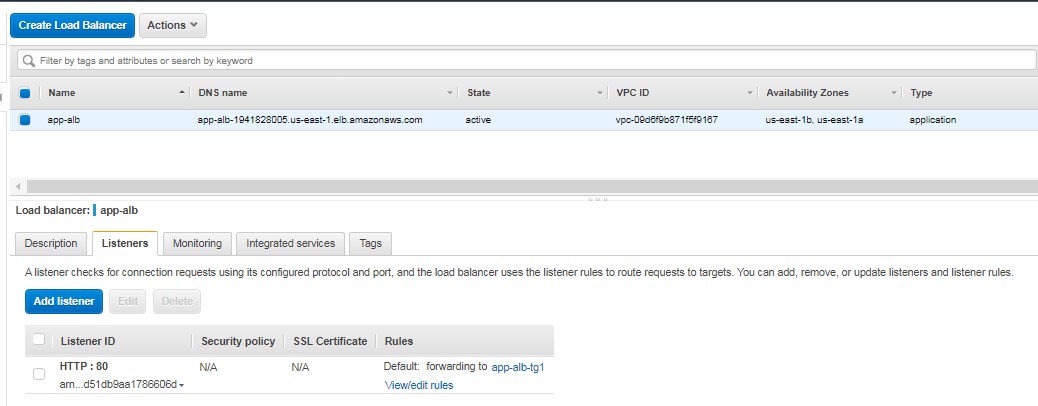 Create Load Balancer Actions
Filter by tags and attributes or search by keyword
Name DNS name State VPC ID Availability Zones Type
app-alb app-alb-1941828005.us-east-1.elb.amazonaws.com active vpc-09d6f9b871f5f9167 us-east-1b, us-east-1a application
Load balancer: app-alb
Description Listeners Monitoring Integrated services Tags
A listener checks for connection requests using its configured protocol and port, and the load balancer uses the listener rules to route requests to targets. You can add, remove, or update listeners and listener rules.
Add listener Edit Delete
Listener ID Security policy SSL Certificate Rules
HTTP : 80 N/A N/A Default: forwarding to app-alb-tg1
arn...d51db9aa1786606d View/edit rules